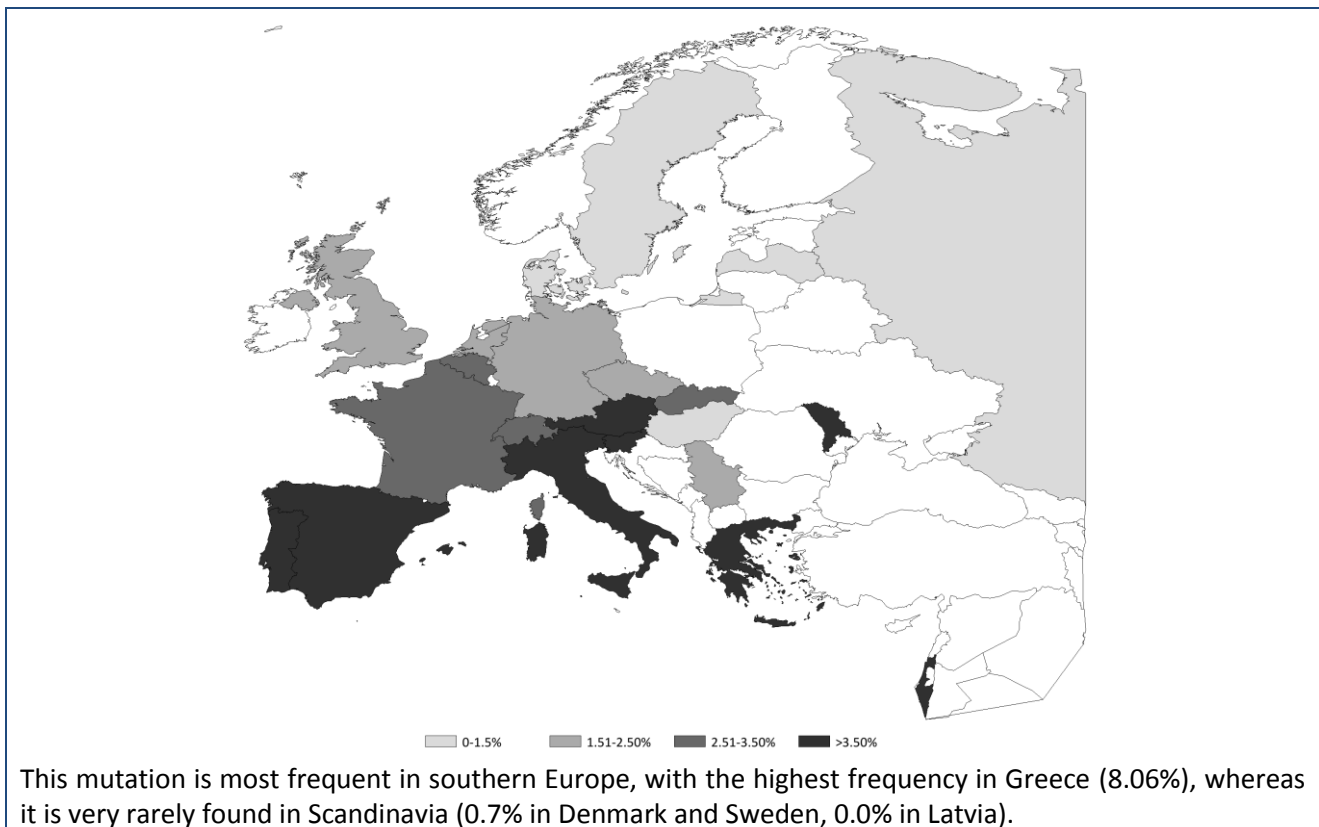 0-1.5% 1.51-2.50% 2.51-3.50% >3.50%
This mutation is most frequent in southern Europe, with the highest frequency in Greece (8.06%), whereas
it is very rarely found in Scandinavia (0.7% in Denmark and Sweden, 0.0% in Latvia).